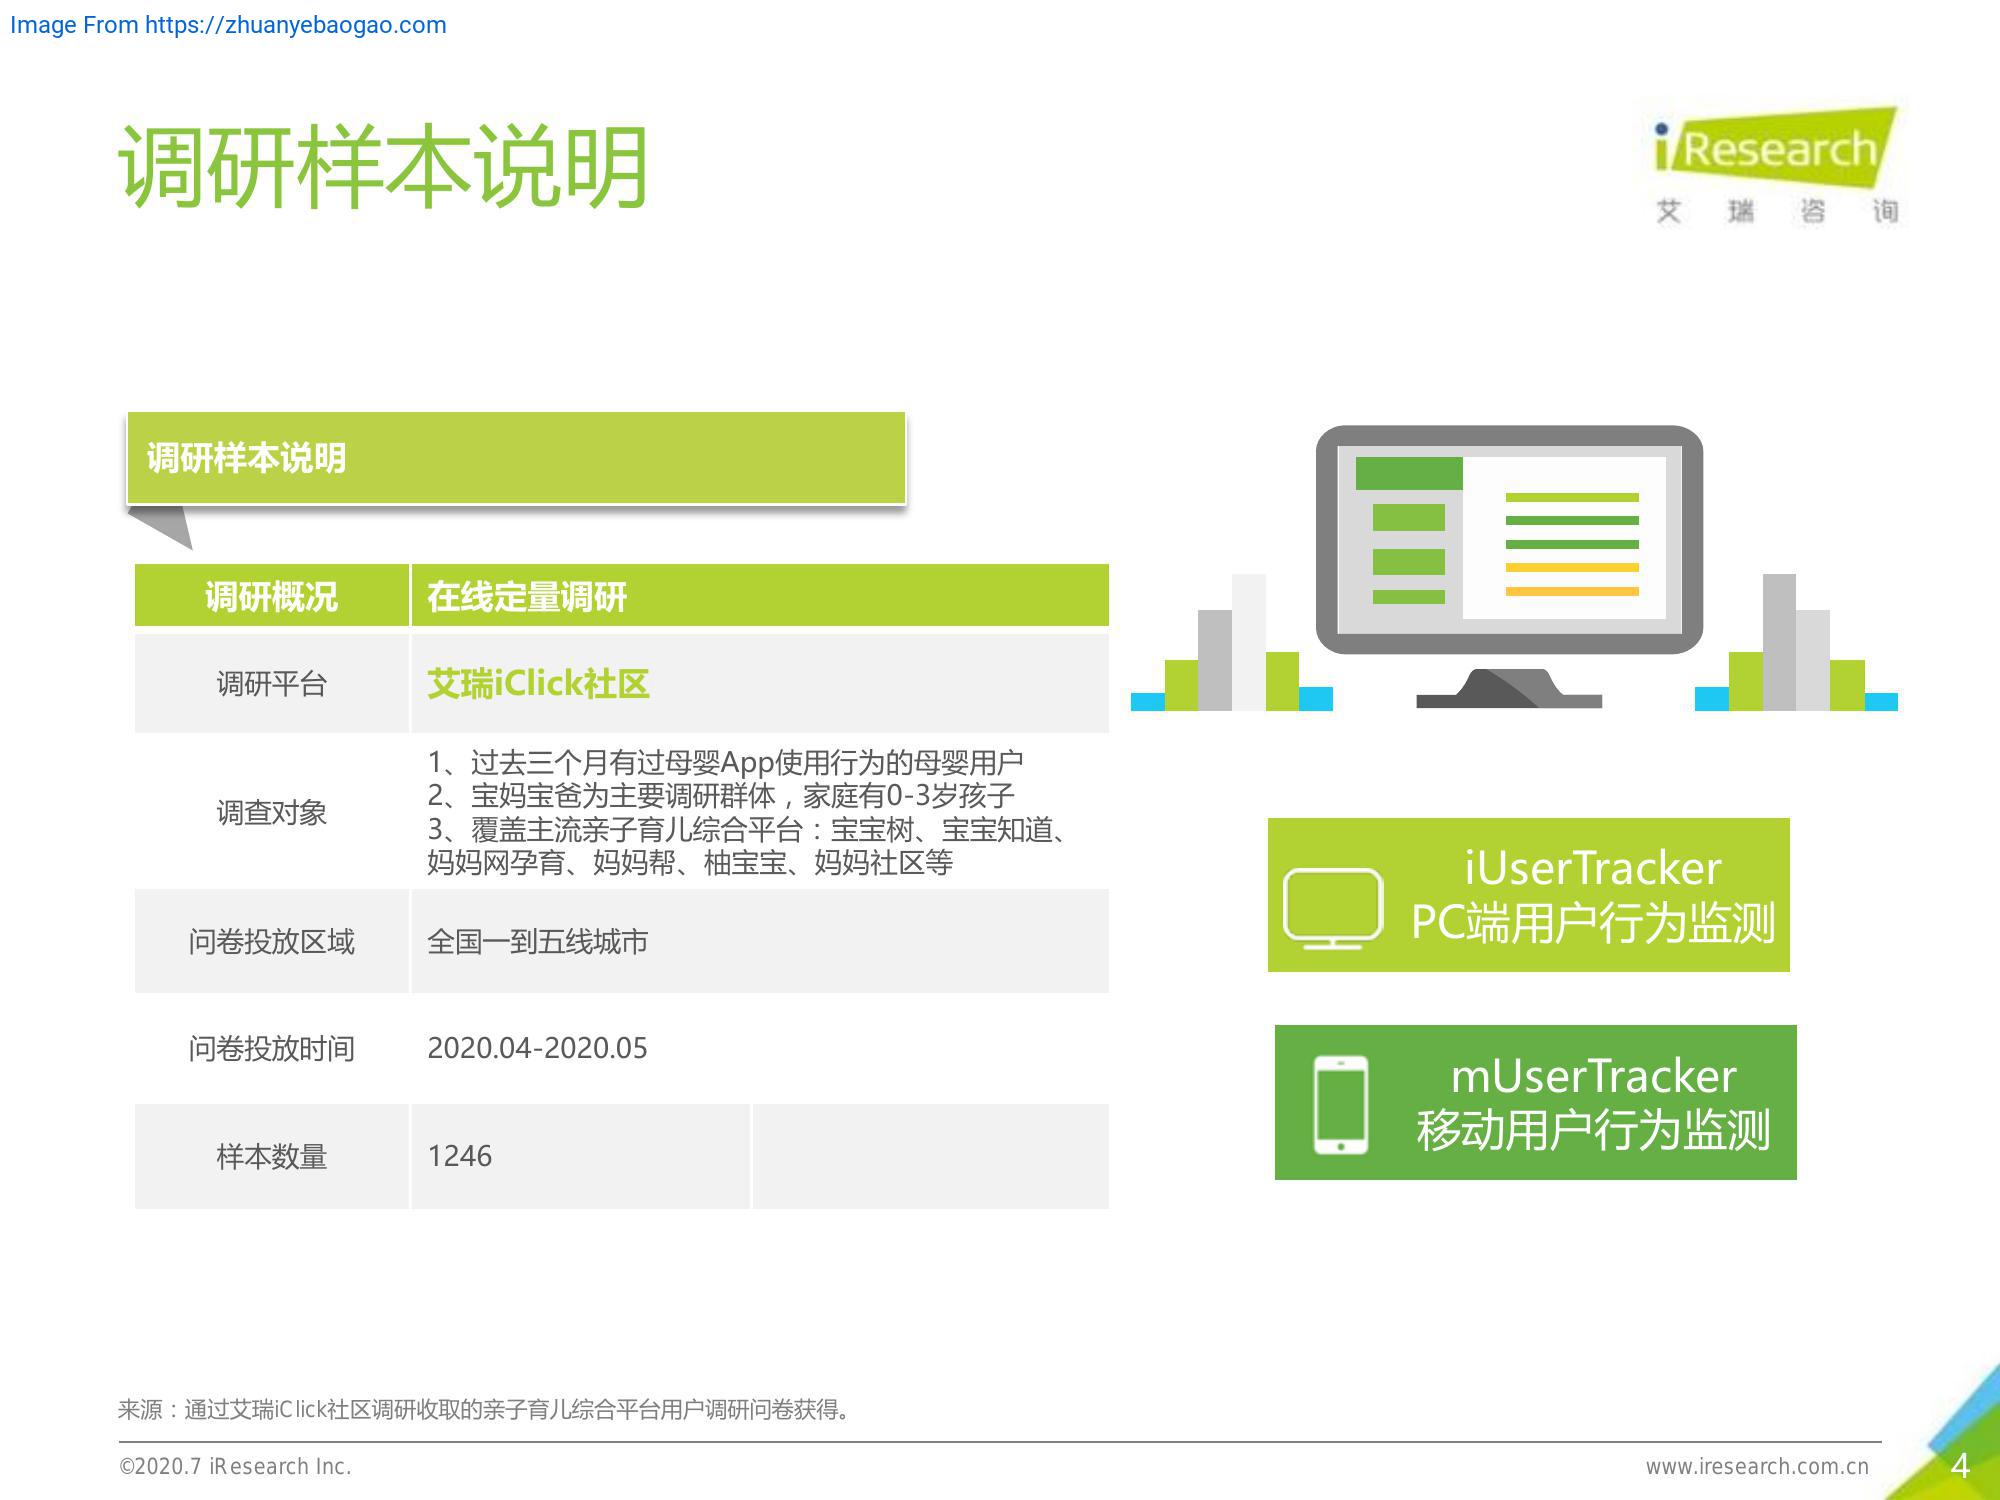 Image From https://zhuanyebaogao.com
调研样本说明
iResearch
艾瑞咨询
调研样本说明
调研概况
在线定量调研
调研平台
艾瑞iClick社区
调查对象
1、过去三个月有过母婴App使用行为的母婴用户
2、宝妈宝爸为主要调研群体，家庭有0-3岁孩子
3、覆盖主流亲子育儿综合平台：宝宝树、宝宝知道、
妈妈网孕育、妈妈帮、柚宝宝、妈妈社区等
问卷投放区域
全国一到五线城市
问卷投放时间
2020.04-2020.05
样本数量
1246
iUserTracker
PC端用户行为监测
mUserTracker
移动用户行为监测
来源：通过艾瑞iClick社区调研收取的亲子育儿综合平台用户调研问卷获得。
©2020.7 iResearch Inc.
www.iresearch.com.cn
4